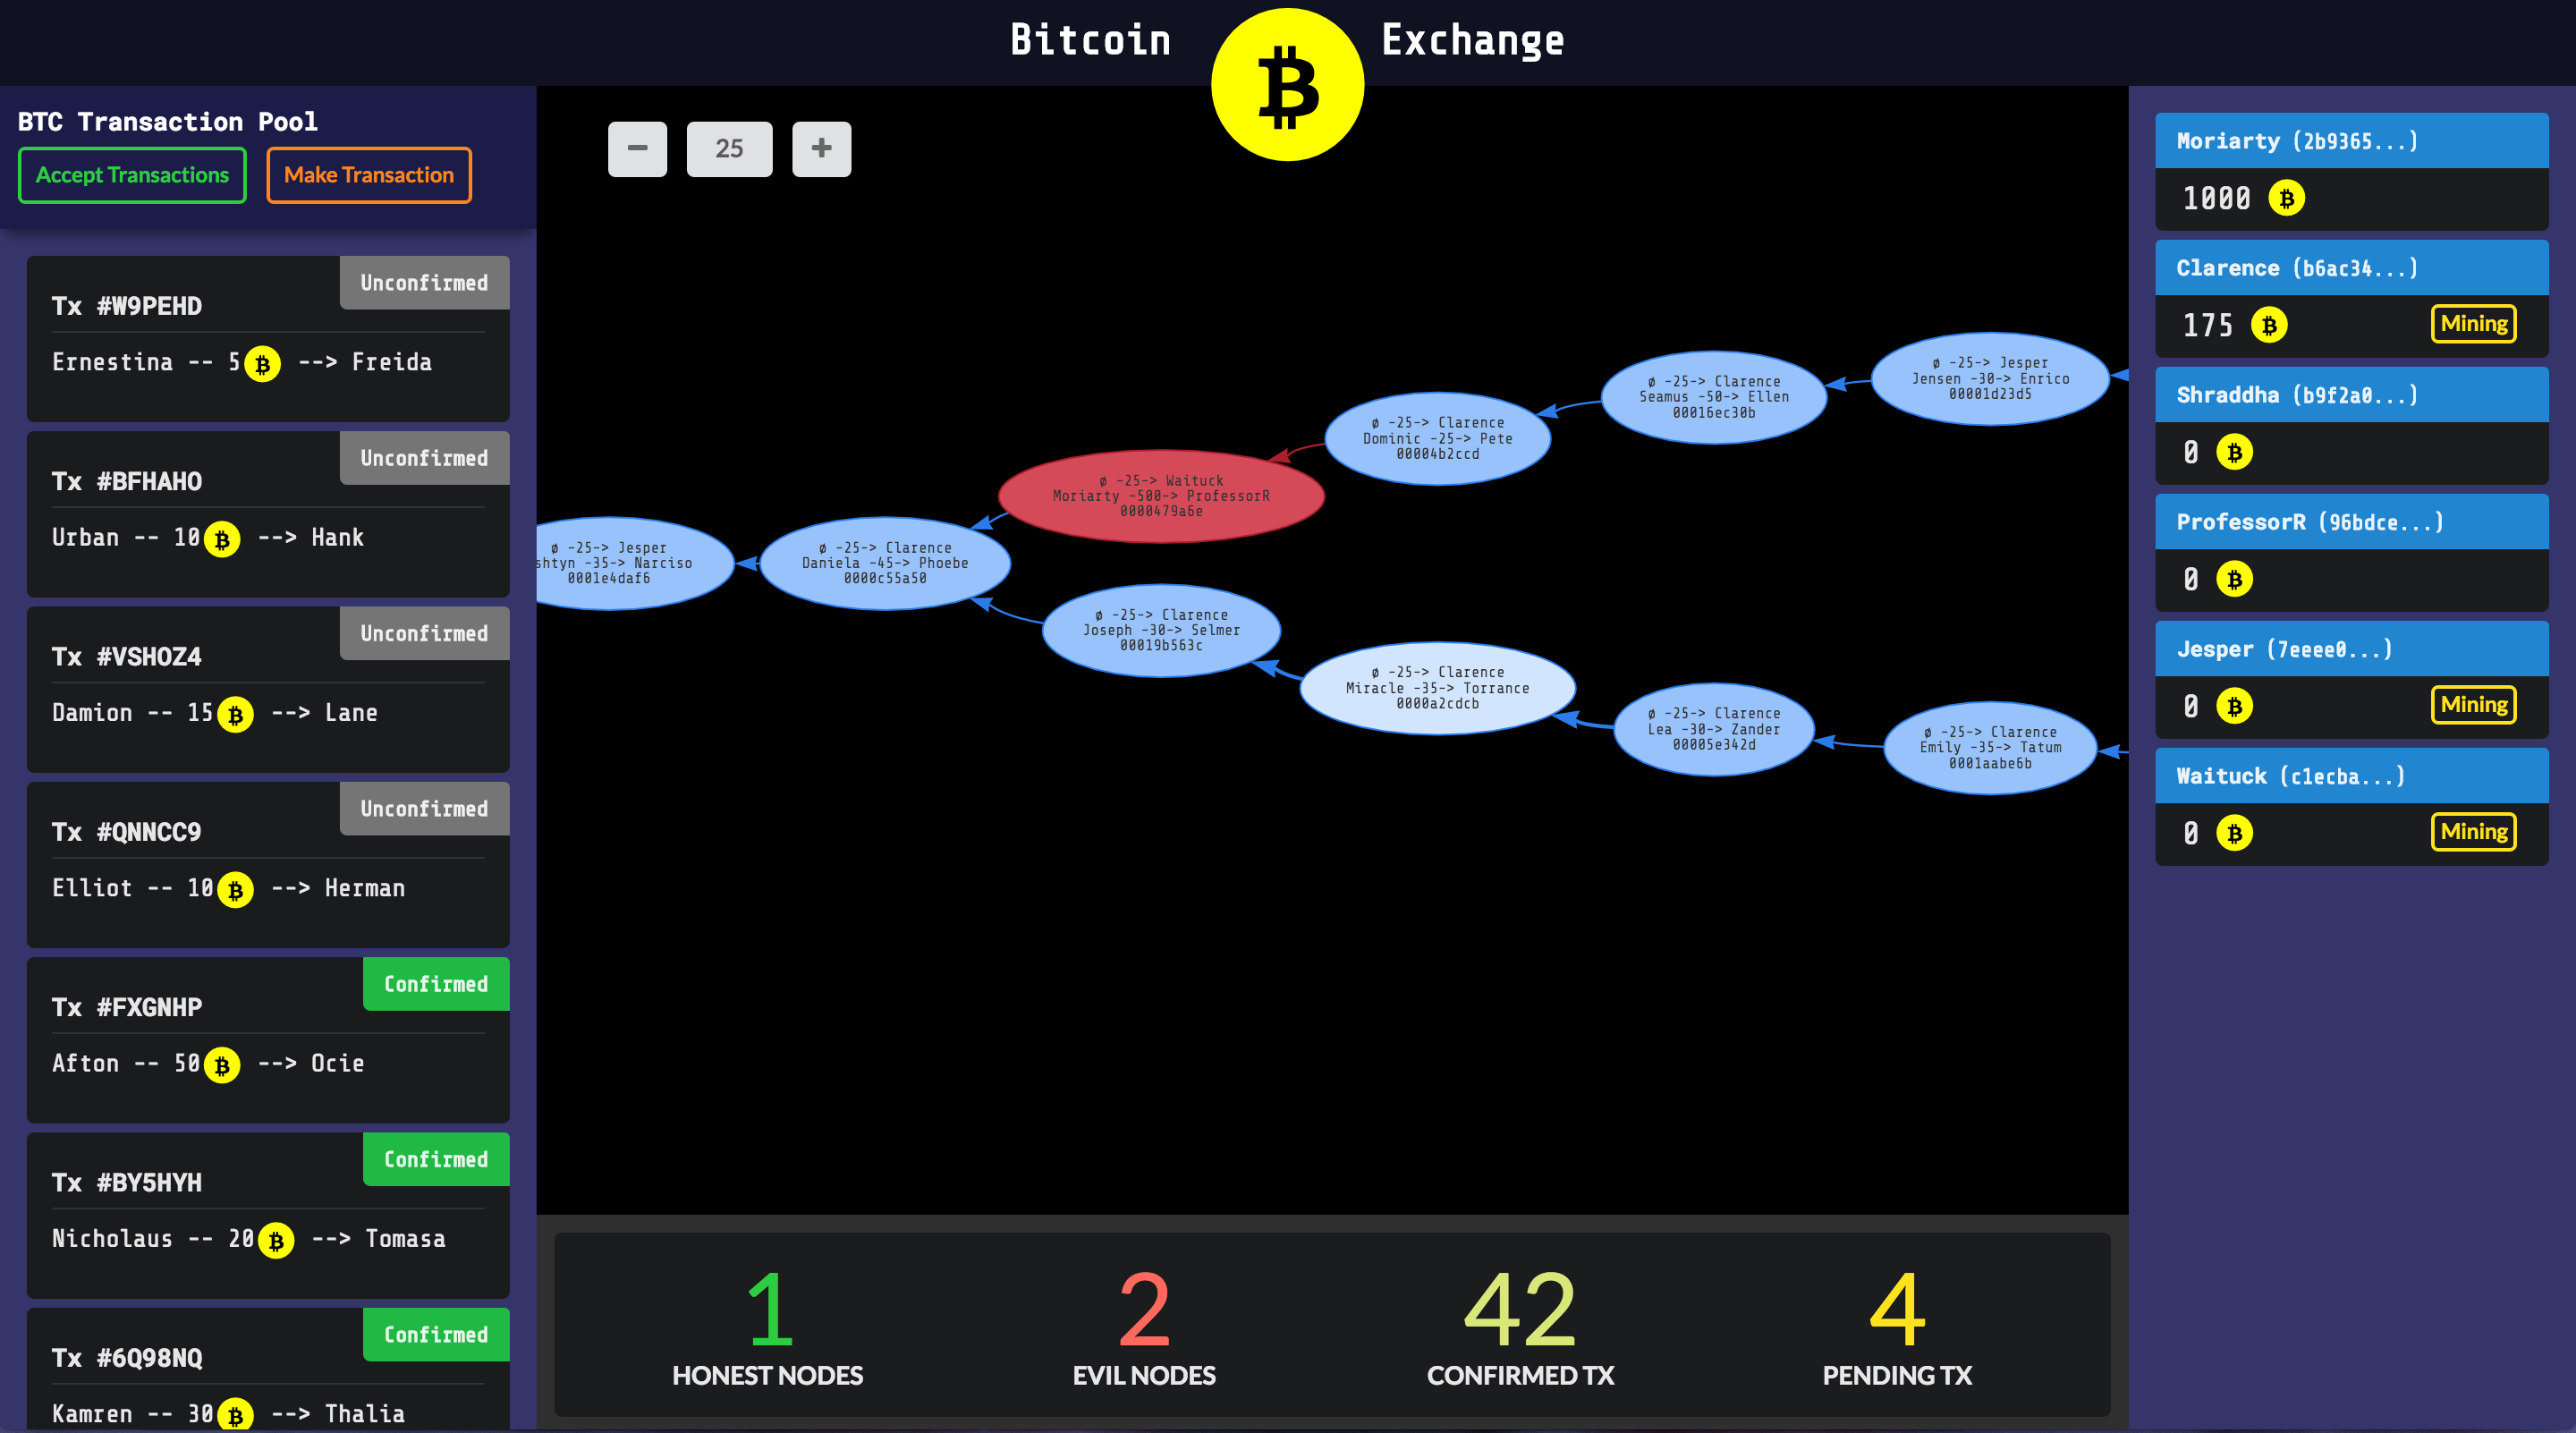 Bitcoin Exchange
BTC Transaction Pool
Accept Transactions
Make Transaction
Unconfirmed
Tx #W9PEHD
Ernestina -- 5 --> Freida
Unconfirmed
Tx #BFHAHO
Urban -- 10 --> Hank
Unconfirmed
Tx #VSHOZ4
Damion -- 15 --> Lane
Unconfirmed
Tx #QNNCC9
Elliot -- 10 --> Herman
Confirmed
Tx #FXGNHP
Afton -- 50 --> Ocie
Confirmed
Tx #BY5HYH
Nicholaus -- 20 --> Tomasa
Confirmed
Tx #6Q98NQ
Kamren -- 30 --> Thalia
− 25 +
ø -25-> Jesper
shtyn -35-> Narciso
0001e4daf6
ø -25-> Clarence
Daniela -45-> Phoebe
0000c55a50
ø -25-> Waituck
Moriarty -500-> ProfessorR
0000479a6e
ø -25-> Clarence
Dominic -25-> Pete
00004b2ccd
ø -25-> Clarence
Seamus -50-> Ellen
00016ec30b
ø -25-> Jesper
Jensen -30-> Enrico
00001d23d5
ø -25-> Clarence
Joseph -30-> Selmer
00019b563c
ø -25-> Clarence
Miracle -35-> Torrance
0000a2cdcb
ø -25-> Clarence
Lea -30-> Zander
00005e342d
ø -25-> Clarence
Emily -35-> Tatum
0001aabe6b
1
HONEST NODES
2
EVIL NODES
42
CONFIRMED TX
4
PENDING TX
Moriarty (2b9365...)
1000
Clarence (b6ac34...)
175 Mining
Shraddha (b9f2a0...)
0
ProfessorR (96bdce...)
0
Jesper (7eeee0...)
0 Mining
Waituck (c1ecba...)
0 Mining